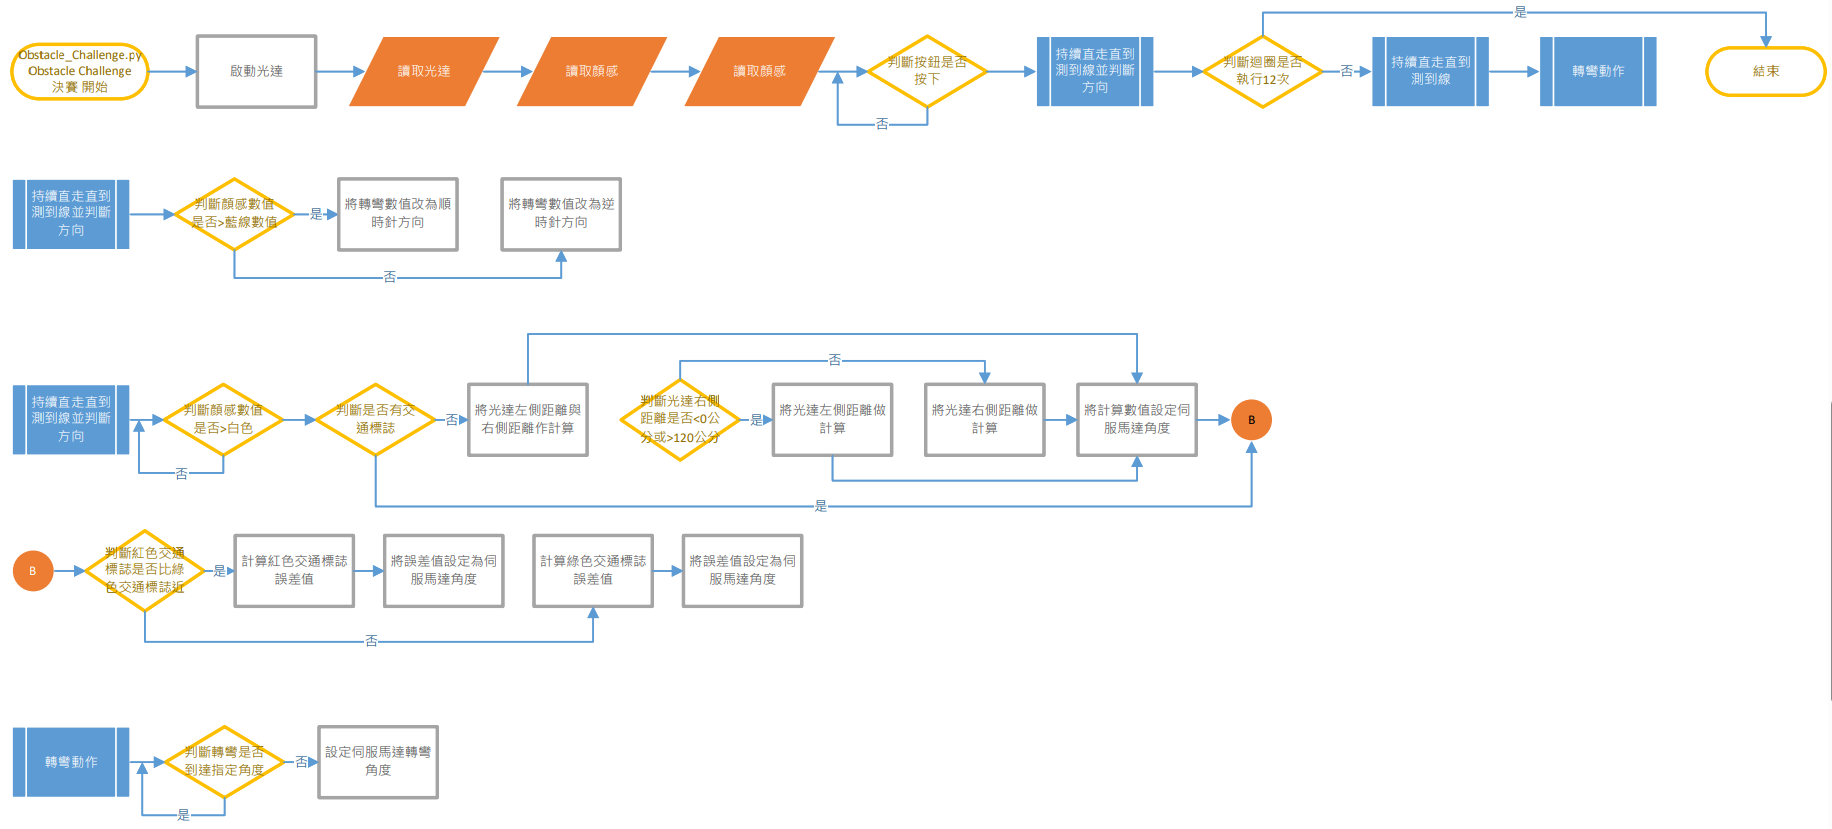 是
Obstacle_Challenge.py
Obstacle Challenge
決賽 開始
啟動光達
讀取光達
讀取顏感
讀取顏感
判斷按鈕是否
按下
否
持續直走直到
測到線並判斷
方向
判斷迴圈是否
執行12次
否
持續直走直到
測到線
轉彎動作
結束
持續直走直到
測到線並判斷
方向
判斷顏感數值
是否>藍線數值
是
將轉彎數值改為順
時針方向
將轉彎數值改為逆
時針方向
否
持續直走直到
測到線並判斷
方向
判斷顏感數值
是否>白色
否
判斷是否有交
通標誌
否
將光達左側距離與
右側距離作計算
判斷光達右側
距離是否<0公
分或>120公分
否
是
將光達左側距離做
計算
將光達右側距離做
計算
將計算數值設定伺
服馬達角度
B
是
B
判斷紅色交通
標誌是否比綠
色交通標誌近
是
計算紅色交通標誌
誤差值
將誤差值設定為伺
服馬達角度
計算綠色交通標誌
誤差值
將誤差值設定為伺
服馬達角度
否
轉彎動作
判斷轉彎是否
到達指定角度
否
設定伺服馬達轉彎
角度
是